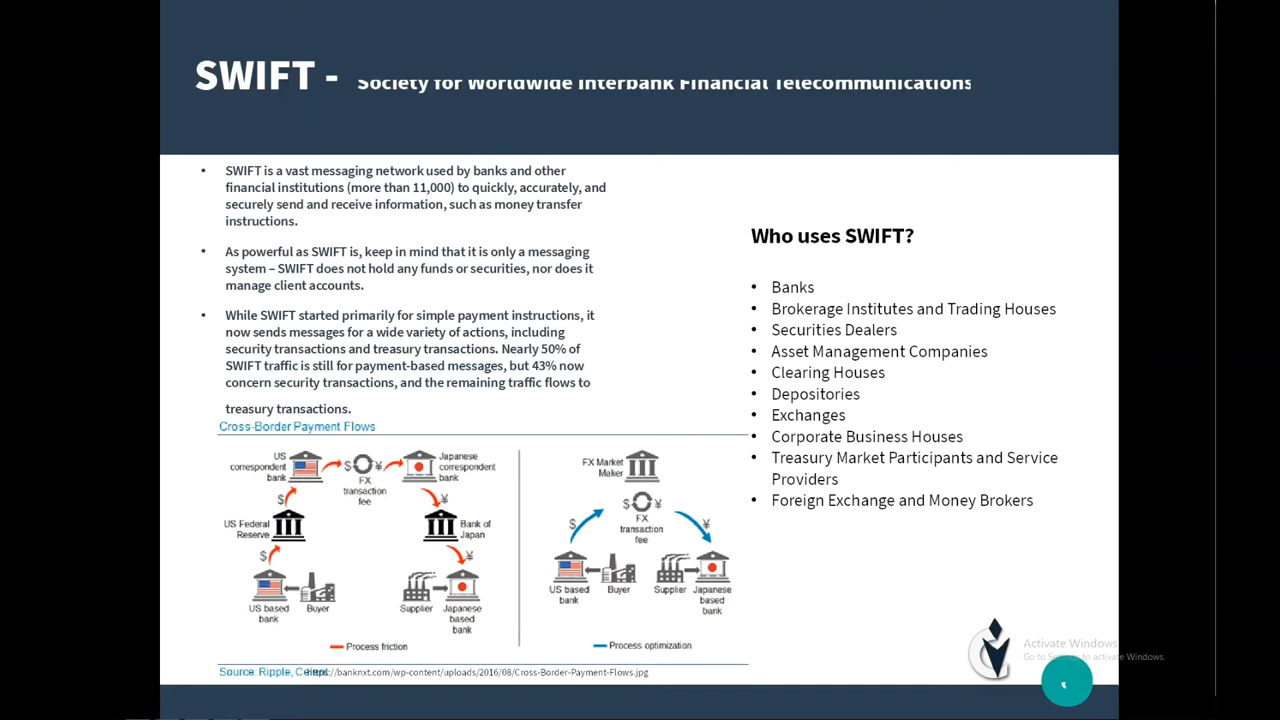 SWIFT - Society for Worldwide Interbank Financial Telecommunications
• SWIFT is a vast messaging network used by banks and other
financial institutions (more than 11,000) to quickly, accurately, and
securely send and receive information, such as money transfer
instructions.
• As powerful as SWIFT is, keep in mind that it is only a messaging
system – SWIFT does not hold any funds or securities, nor does it
manage client accounts.
• While SWIFT started primarily for simple payment instructions, it
now sends messages for a wide variety of actions, including
security transactions and treasury transactions. Nearly 50% of
SWIFT traffic is still for payment-based messages, but 43% now
concern security transactions, and the remaining traffic flows to
treasury transactions.
Who uses SWIFT?
• Banks
• Brokerage Institutes and Trading Houses
• Securities Dealers
• Asset Management Companies
• Clearing Houses
• Depositories
• Exchanges
• Corporate Business Houses
• Treasury Market Participants and Service
Providers
• Foreign Exchange and Money Brokers
Cross-Border Payment Flows
US
correspondent
bank
$ ¥
FX
transaction
fee
Japanese
correspondent
bank
$
¥
US Federal
Reserve
Bank of
Japan
$
¥
US based
bank
Buyer
Supplier
Japanese
based
bank
Process friction
FX Market
Maker
$ ¥
FX
transaction
fee
$
¥
US based
bank
Buyer
Supplier
Japanese
based
bank
Process optimization
Source: Ripple,
://banknxt.com/wp-content/uploads/2016/08/Cross-Border-Payment-Flows.jpg
Activate Windows
Go to Settings to activate Windows.